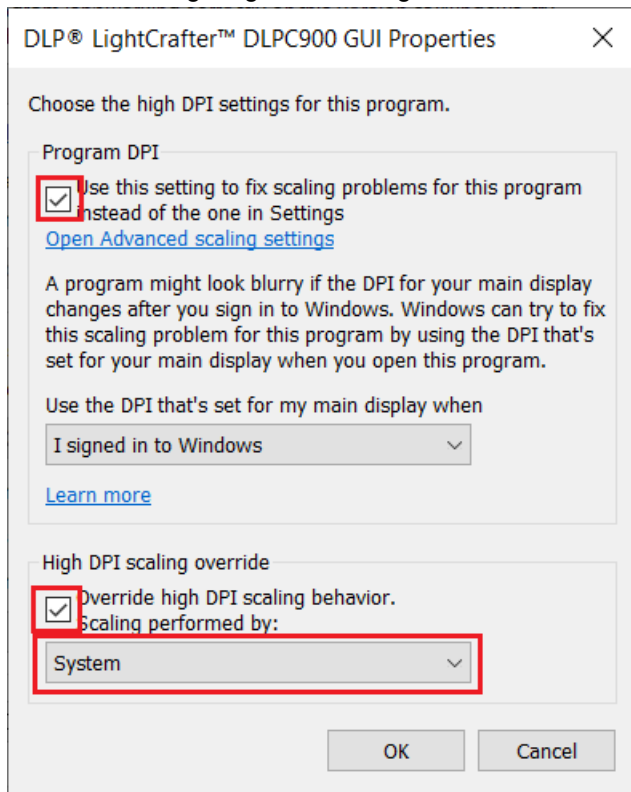 DLP® LightCrafter™ DLPC900 GUI Properties
Choose the high DPI settings for this program.
Program DPI
Use this setting to fix scaling problems for this program
instead of the one in Settings
Open Advanced scaling settings
A program might look blurry if the DPI for your main display
changes after you sign in to Windows. Windows can try to fix
this scaling problem for this program by using the DPI that's
set for your main display when you open this program.
Use the DPI that's set for my main display when
I signed in to Windows
Learn more
High DPI scaling override
Override high DPI scaling behavior.
Scaling performed by:
System
OK Cancel